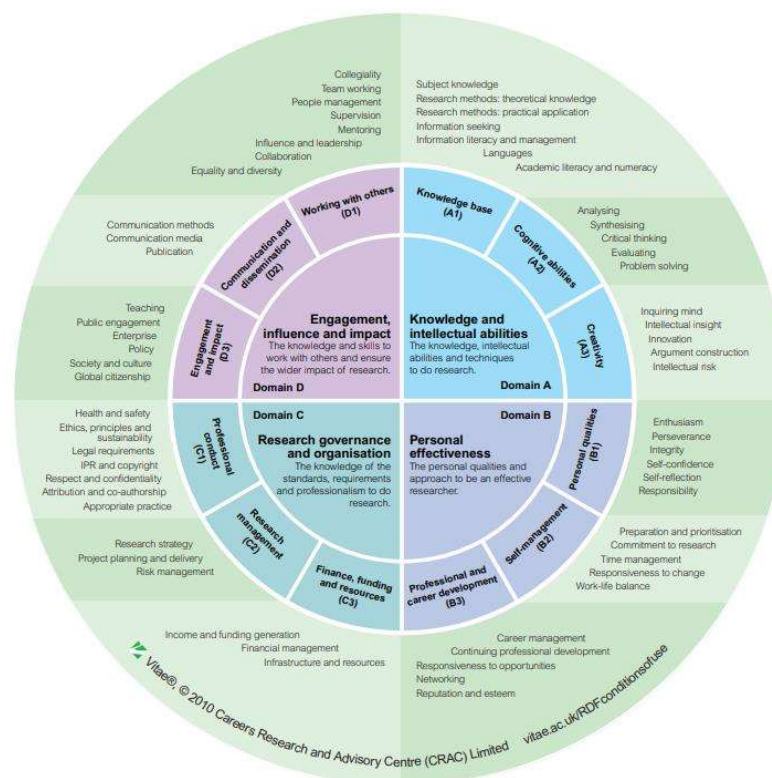 Collegiality
Team working
People management
Supervision
Mentoring
Influence and leadership
Collaboration
Equality and diversity
Subject knowledge
Research methods: theoretical knowledge
Research methods: practical application
Information seeking
Information literacy and management
Languages
Academic literacy and numeracy
Communication methods
Communication media
Publication
Analysing
Synthesising
Critical thinking
Evaluating
Problem solving
Teaching
Public engagement
Enterprise
Policy
Society and culture
Global citizenship
Inquiring mind
Intellectual insight
Innovation
Argument construction
Intellectual risk
Working with others
(D1)
Knowledge base
(A1)
Communication and
dissemination
(D2)
Cognitive abilities
(A2)
Engagement
and impact
(D3)
Creativity
(A3)
Engagement,
influence and impact
The knowledge and skills to
work with others and ensure
the wider impact of research.
Domain D
Knowledge and
intellectual abilities
The knowledge, intellectual
abilities and techniques
to do research.
Domain A
Domain C
Research governance
and organisation
The knowledge of the
standards, requirements
and professionalism to do
research.
Domain B
Personal
effectiveness
The personal qualities and
approach to be an effective
researcher.
Professional
conduct
(C1)
Personal qualities
(B1)
Research
management
(C2)
Self-management
(B2)
Finance, funding
and resources
(C3)
Professional and
career development
(B3)
Health and safety
Ethics, principles and
sustainability
Legal requirements
IPR and copyright
Respect and confidentiality
Attribution and co-authorship
Appropriate practice
Enthusiasm
Perseverance
Integrity
Self-confidence
Self-reflection
Responsibility
Research strategy
Project planning and delivery
Risk management
Preparation and prioritisation
Commitment to research
Time management
Responsiveness to change
Work-life balance
Income and funding generation
Financial management
Infrastructure and resources
Career management
Continuing professional development
Responsiveness to opportunities
Networking
Reputation and esteem
Vitae®, © 2010 Careers Research and Advisory Centre (CRAC) Limited vitae.ac.uk/RDFconditionsofuse